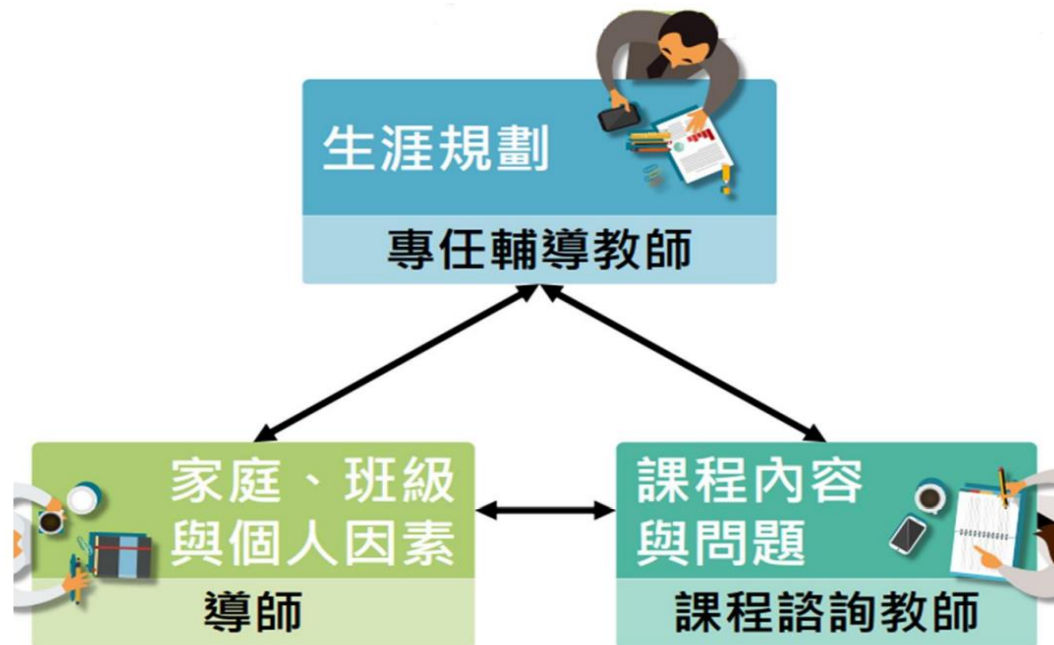 生涯規劃
專任輔導教師
家庭、班級
與個人因素
導師
課程內容
與問題
課程諮詢教師